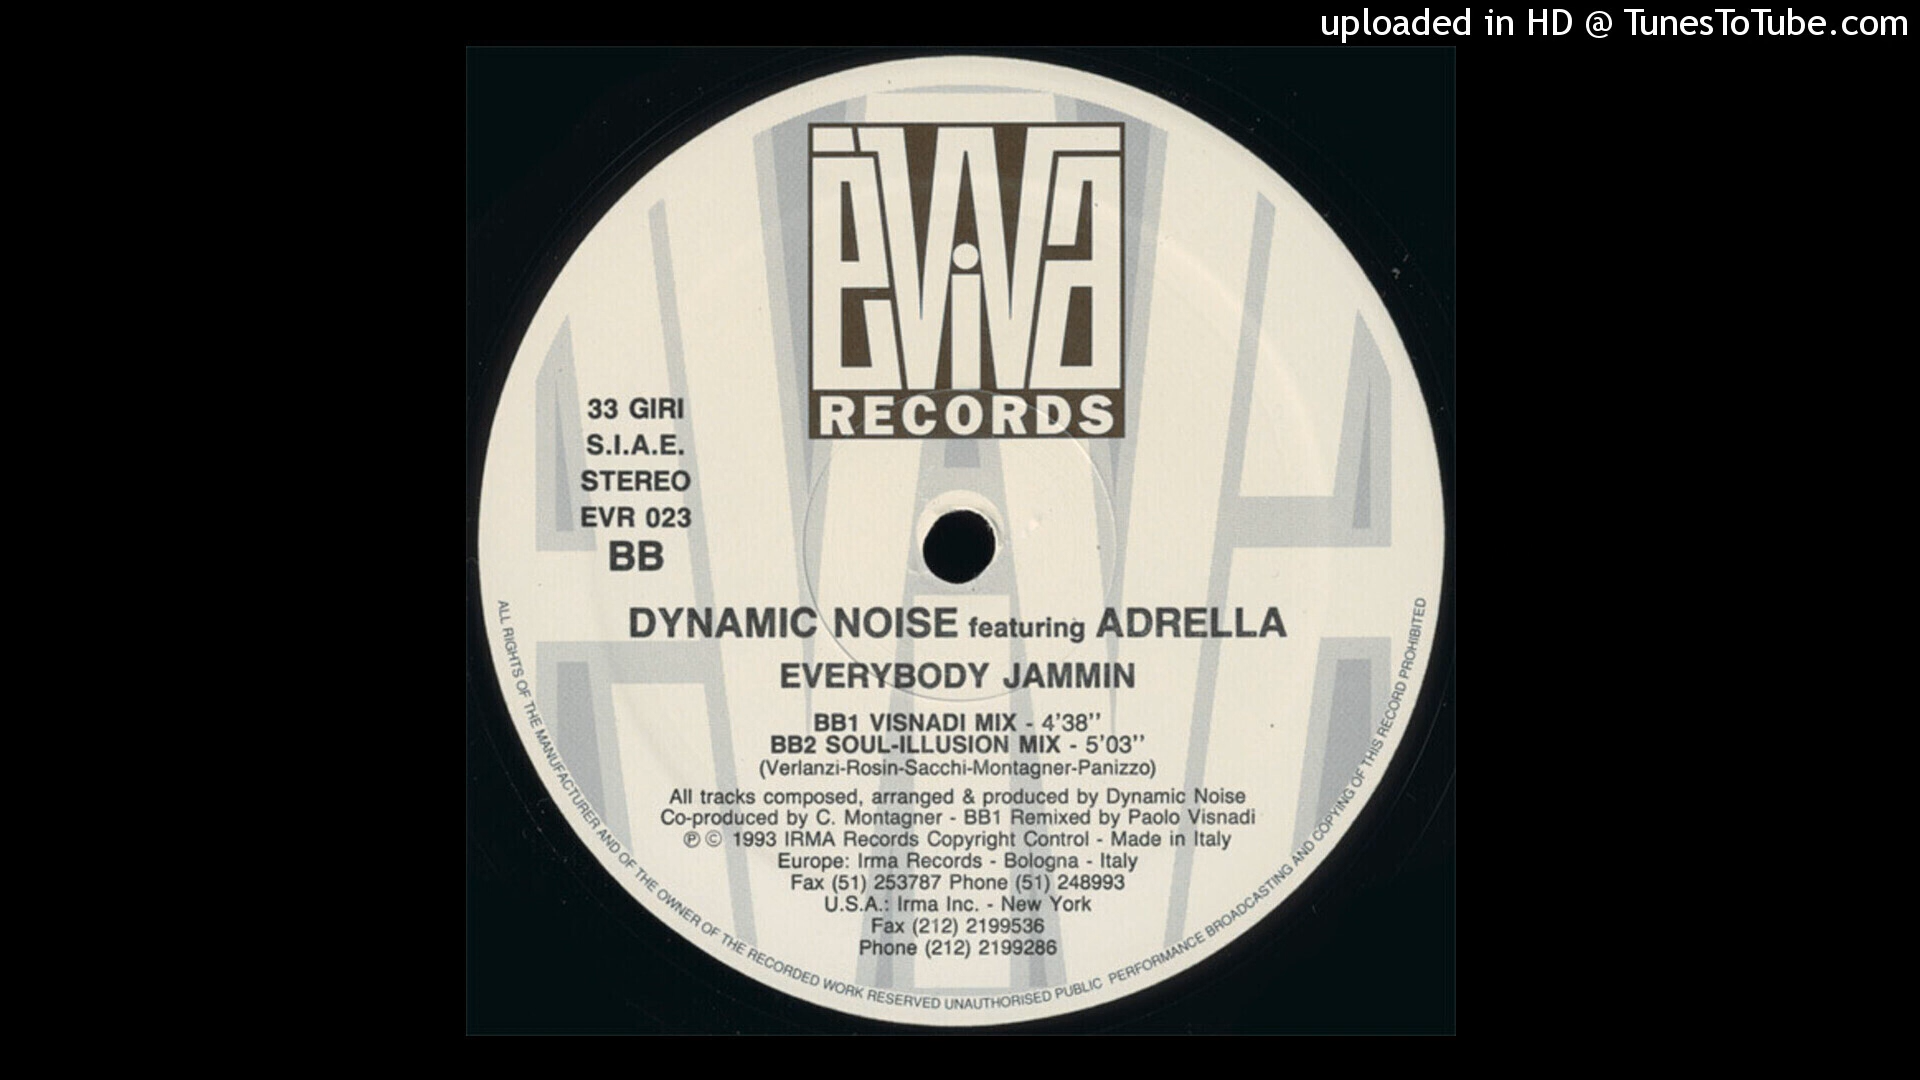 uploaded in HD @ TunesToTube.com
eViVa
RECORDS
33 GIRI
S.I.A.E.
STEREO
EVR 023
BB
DYNAMIC NOISE featuring ADRELLA
EVERYBODY JAMMIN
BB1 VISNADI MIX - 4'38''
BB2 SOUL-ILLUSION MIX - 5'03''
(Verlanzi-Rosin-Sacchi-Montagner-Panizzo)
All tracks composed, arranged & produced by Dynamic Noise
Co-produced by C. Montagner - BB1 Remixed by Paolo Visnadi
℗ © 1993 IRMA Records Copyright Control - Made in Italy
Europe: Irma Records - Bologna - Italy
Fax (51) 253787 Phone (51) 248993
U.S.A.: Irma Inc. - New York
Fax (212) 2199536
Phone (212) 2199286
ALL RIGHTS OF THE MANUFACTURER AND OF THE OWNER OF THE RECORDED WORK RESERVED UNAUTHORISED PUBLIC PERFORMANCE BROADCASTING AND COPYING OF THIS RECORD PROHIBITED